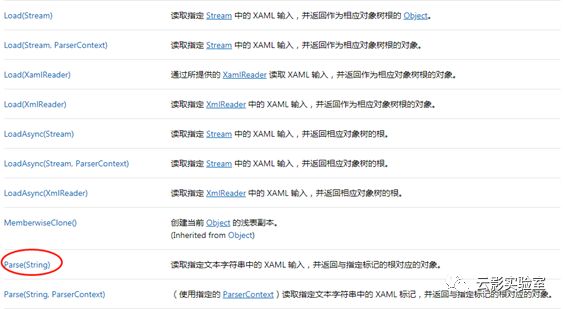 Load(Stream) 读取指定 Stream 中的 XAML 输入，并返回作为相应对象树根的 Object。
Load(Stream, ParserContext) 读取指定 Stream 中的 XAML 输入，并返回作为相应对象树根的对象。
Load(XamlReader) 通过所提供的 XamlReader 读取 XAML 输入，并返回作为相应对象树根的对象。
Load(XmlReader) 读取指定 XmlReader 中的 XAML 输入，并返回作为相应对象树根的对象。
LoadAsync(Stream) 读取指定 Stream 中的 XAML 输入，并返回相应对象树的根。
LoadAsync(Stream, ParserContext) 读取指定 Stream 中的 XAML 输入，并返回相应对象树的根。
LoadAsync(XmlReader) 读取指定 XmlReader 中的 XAML 输入，并返回相应对象树的根。
MemberwiseClone() 创建当前 Object 的浅表副本。
(Inherited from Object)
Parse(String) 读取指定文本字符串中的 XAML 输入，并返回与指定标记的根对应的对象。
云影实验室
Parse(String, ParserContext) （使用指定的 ParserContext）读取指定文本字符串中的 XAML 标记，并返回与指定标记的根对应的对象。